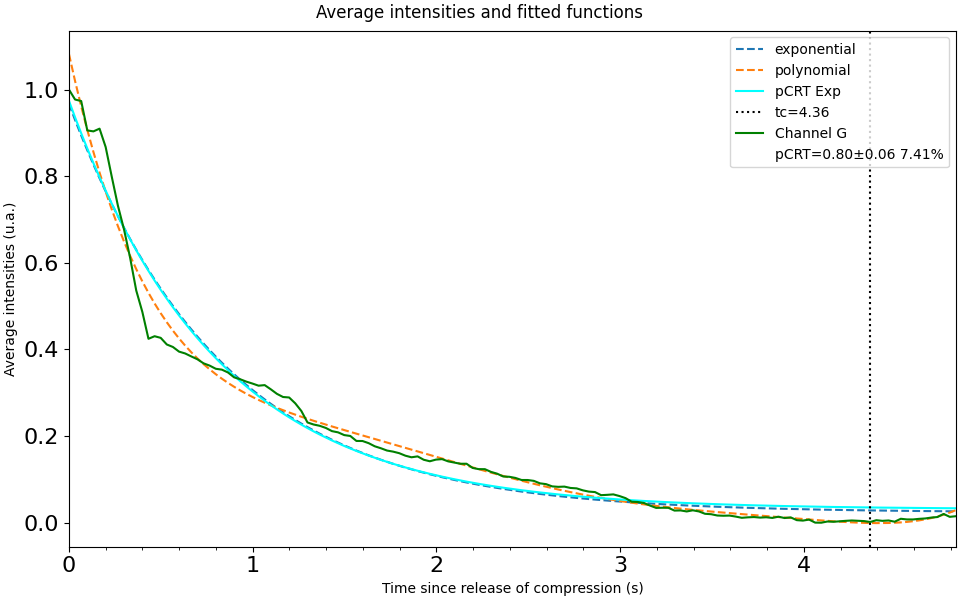 Average intensities and fitted functions
Average intensities (u.a.)
1.0
0.8
0.6
0.4
0.2
0.0
exponential
polynomial
pCRT Exp
tc=4.36
Channel G
pCRT=0.80±0.06 7.41%
0 1 2 3 4
Time since release of compression (s)